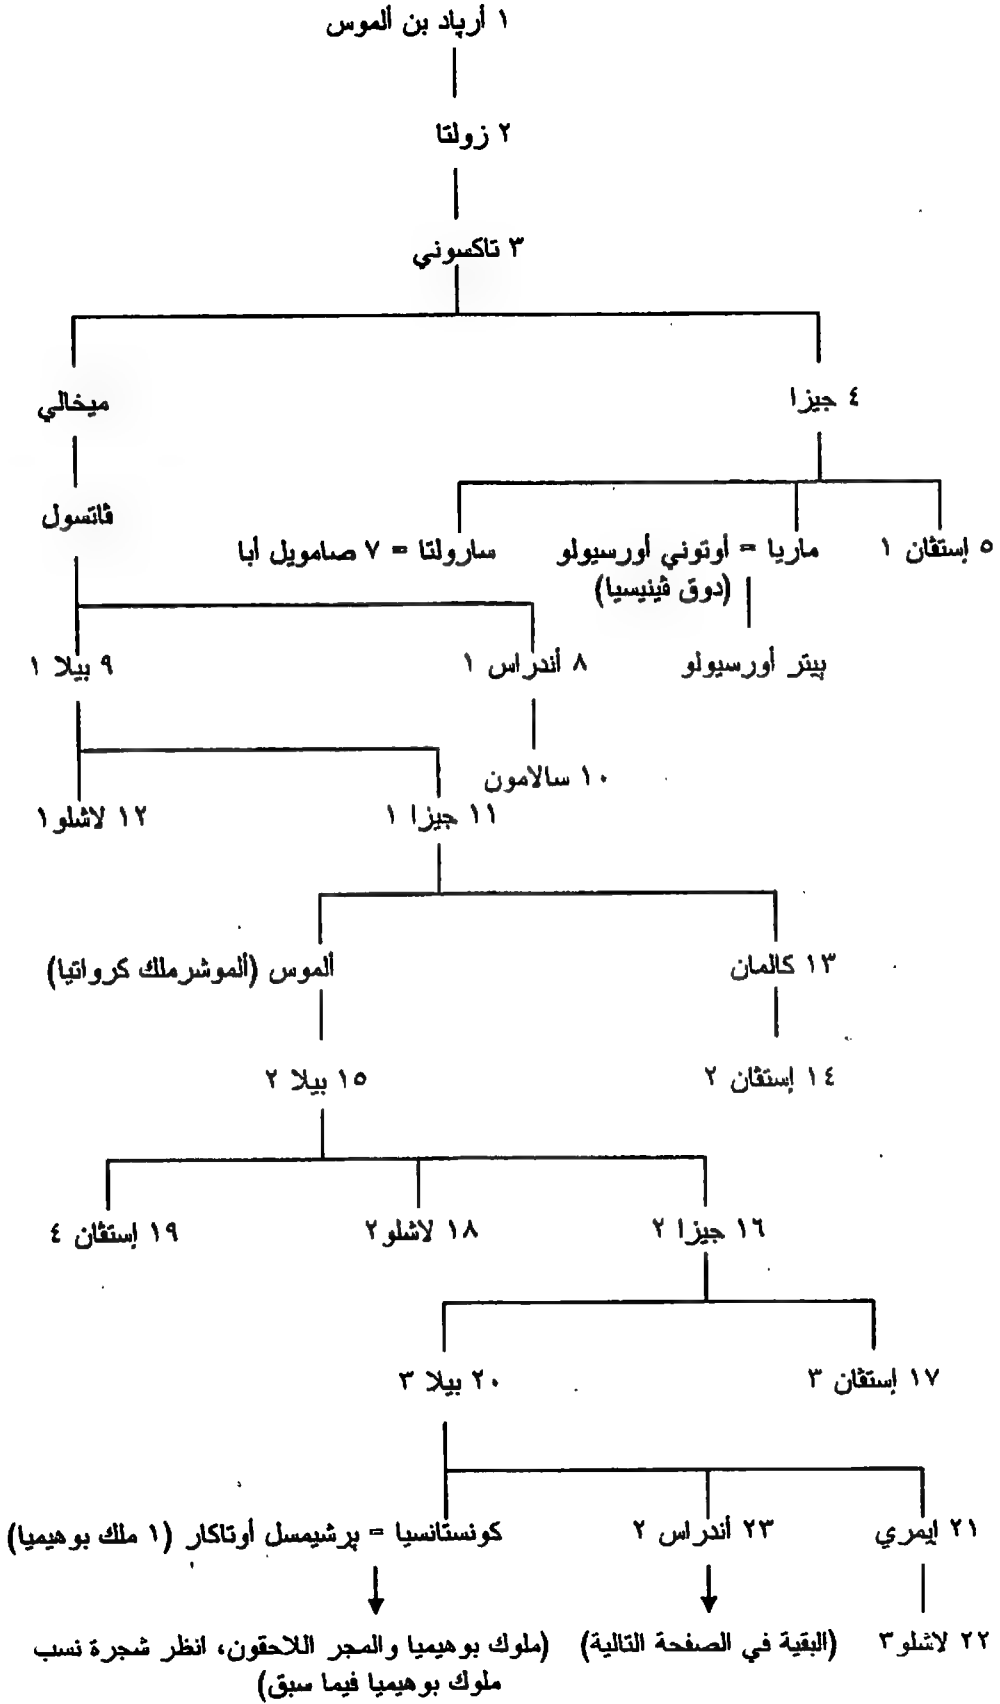 ١ أرپاد بن ألموس
٢ زولتا
٣ تاكسوني
٤ جيزا
ميخالي
ڤاتسول
٥ إستڤان ١
ماريا = أوتوني أورسيولو
(دوق ڤينيسيا)
سارولتا = ٧ صامويل أبا
پيتر أورسيولو
٨ أندراس ١
٩ بيلا ١
١٠ سالامون
١١ جيزا ١
١٢ لاشلو١
١٣ كالمان
ألموس (ألموشرملك كرواتيا)
١٤ إستڤان ٢
١٥ بيلا ٢
١٦ جيزا ٢
١٨ لاشلو٢
١٩ إستڤان ٤
١٧ إستڤان ٣
٢٠ بيلا ٣
٢١ إيمري
٢٣ أندراس ٢
كونستانسيا = پرشيمسل أوتاكار (١ ملك بوهيميا)
٢٢ لاشلو٣
(البقية في الصفحة التالية)
(ملوك بوهيميا والمجر اللاحقون، انظر شجرة نسب
ملوك بوهيميا فيما سبق)